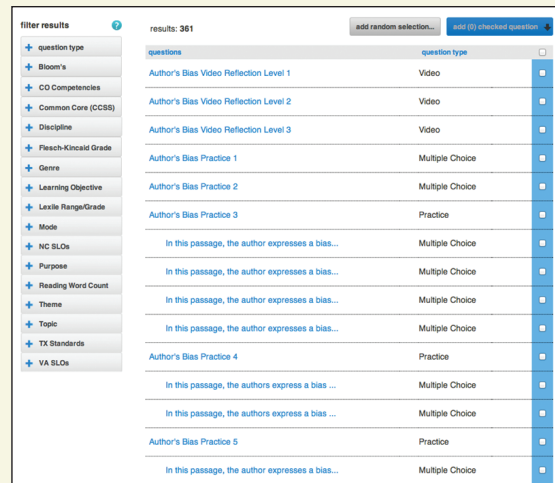 filter results ?
results: 361
add random selection...
add (0) checked question
question type
Bloom's
CO Competencies
Common Core (CCSS)
Discipline
Flesch-Kincaid Grade
Genre
Learning Objective
Lexile Range/Grade
Mode
NC SLOs
Purpose
Reading Word Count
Theme
Topic
TX Standards
VA SLOs
questions question type
Author's Bias Video Reflection Level 1 Video
Author's Bias Video Reflection Level 2 Video
Author's Bias Video Reflection Level 3 Video
Author's Bias Practice 1 Multiple Choice
Author's Bias Practice 2 Multiple Choice
Author's Bias Practice 3 Practice
In this passage, the author expresses a bias... Multiple Choice
In this passage, the author expresses a bias... Multiple Choice
In this passage, the author expresses a bias... Multiple Choice
In this passage, the author expresses a bias... Multiple Choice
Author's Bias Practice 4 Practice
In this passage, the authors express a bias ... Multiple Choice
In this passage, the authors express a bias ... Multiple Choice
Author's Bias Practice 5 Practice
In this passage, the author expresses a bias... Multiple Choice